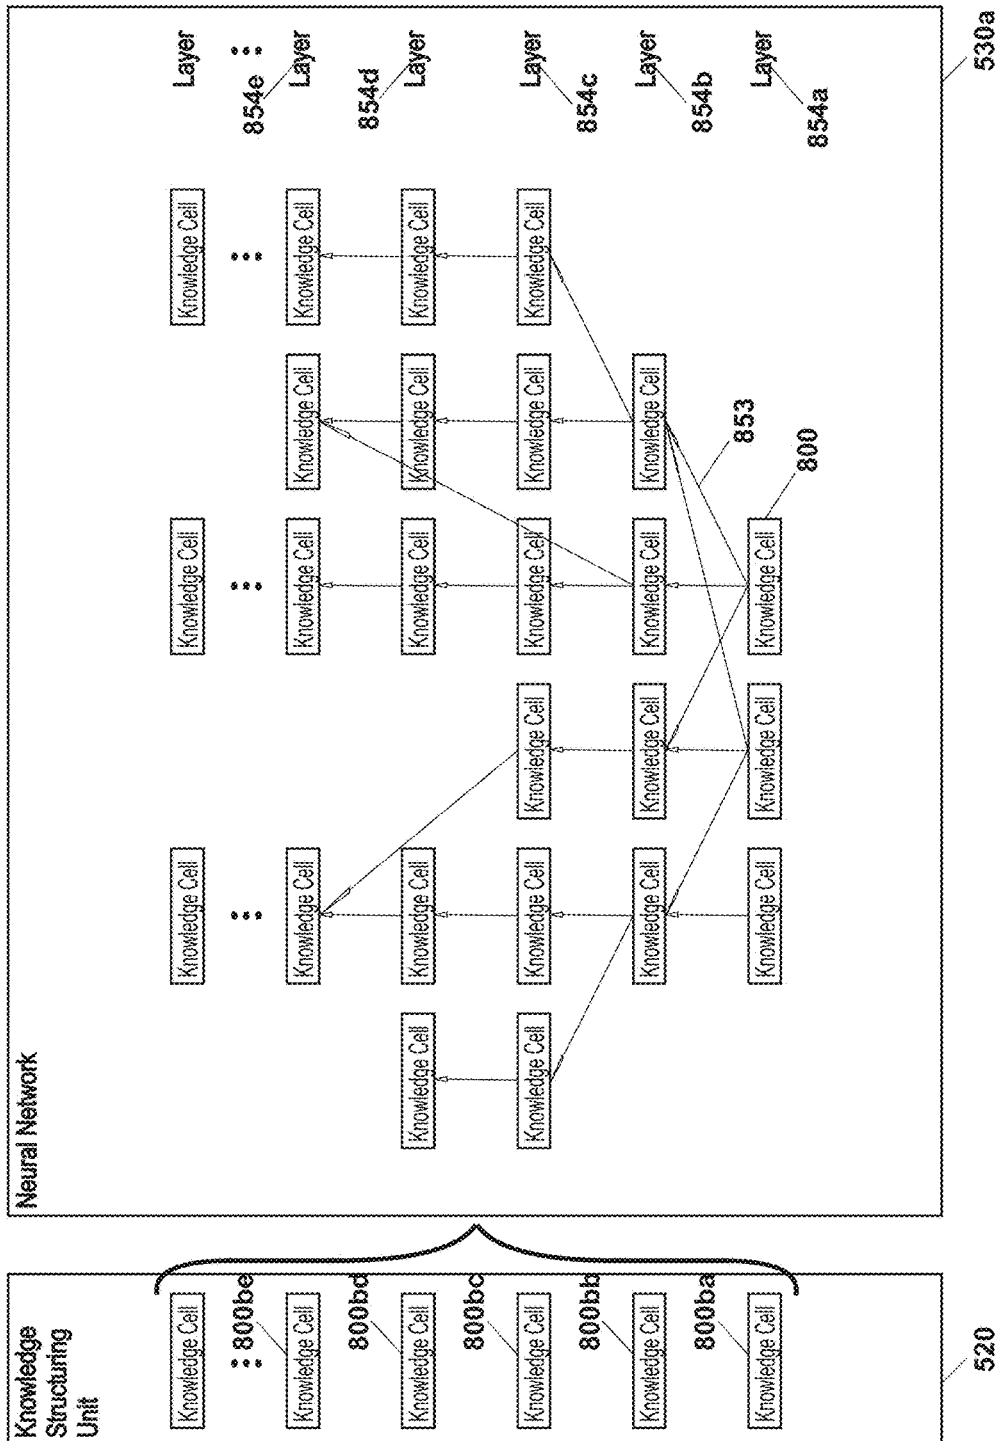 Knowledge
Structuring
Unit
Neural Network
Knowledge Cell Knowledge Cell Knowledge Cell Knowledge Cell Layer
800be 854e
Knowledge Cell Knowledge Cell Knowledge Cell Knowledge Cell Knowledge Cell Layer
800bd 854d
Knowledge Cell Knowledge Cell Knowledge Cell Knowledge Cell Knowledge Cell Knowledge Cell Layer
800bc
Knowledge Cell Knowledge Cell Knowledge Cell Knowledge Cell Knowledge Cell Knowledge Cell Knowledge Cell Layer
800bb 854c
Knowledge Cell Knowledge Cell Knowledge Cell Knowledge Cell Knowledge Cell Layer
800ba 854b
853
Knowledge Cell Knowledge Cell Knowledge Cell Knowledge Cell Layer
800 854a
520 530a